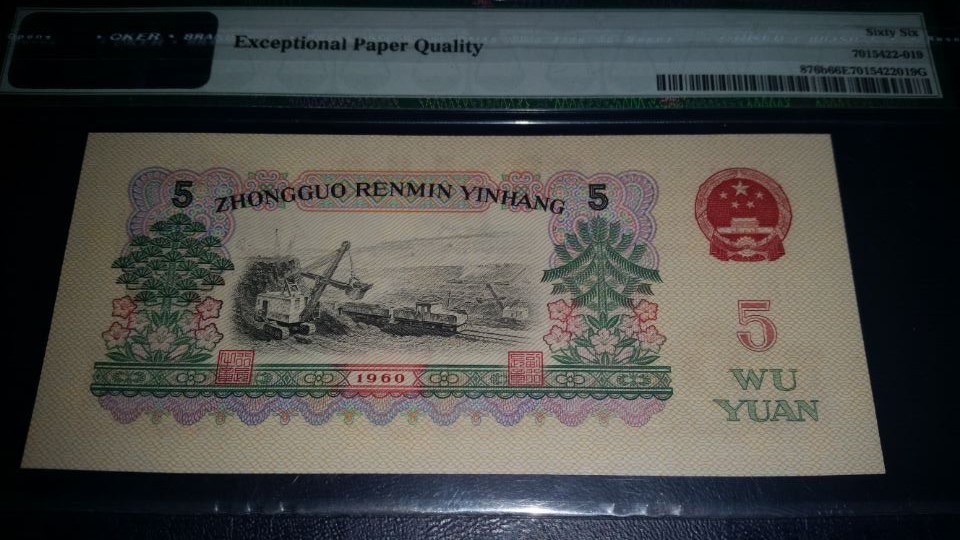 Exceptional Paper Quality
Sixty Six
7015422-019
876b66E7015422019G
5 ZHONGGUO RENMIN YINHANG 5
1960
5
WU
YUAN